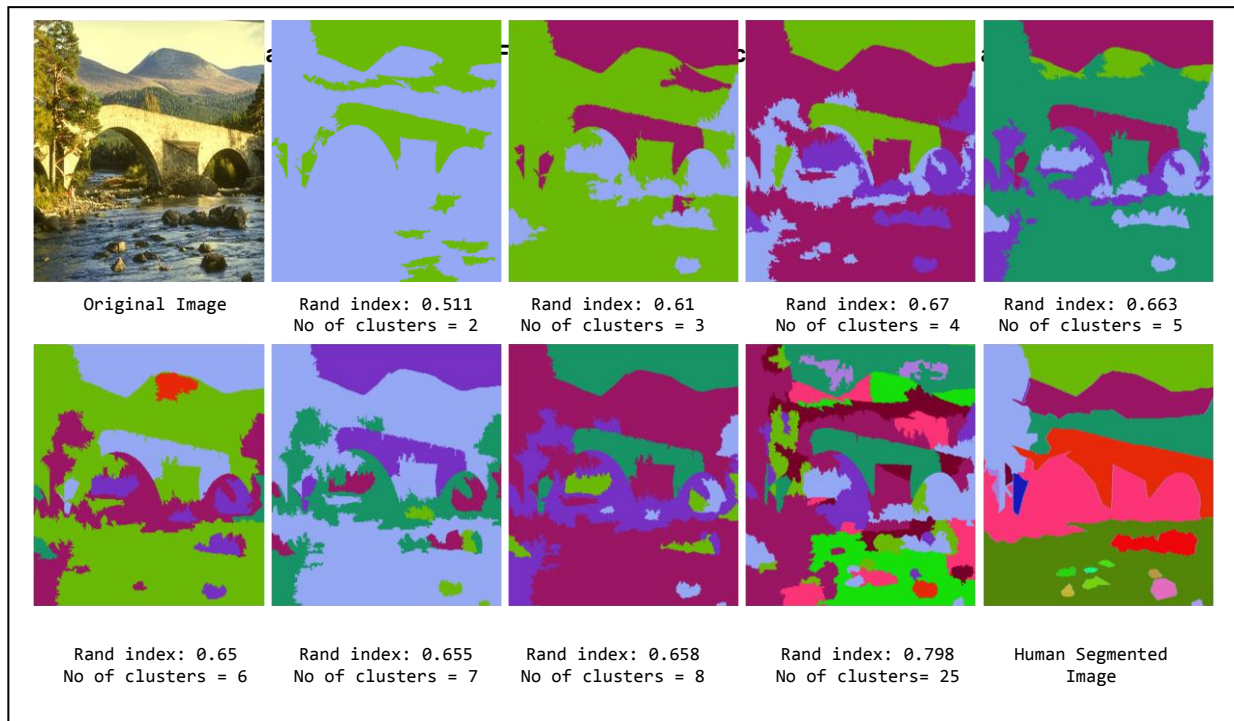 Original Image
Rand index: 0.511
No of clusters = 2
Rand index: 0.61
No of clusters = 3
Rand index: 0.67
No of clusters = 4
Rand index: 0.663
No of clusters = 5
Rand index: 0.65
No of clusters = 6
Rand index: 0.655
No of clusters = 7
Rand index: 0.658
No of clusters = 8
Rand index: 0.798
No of clusters= 25
Human Segmented
Image